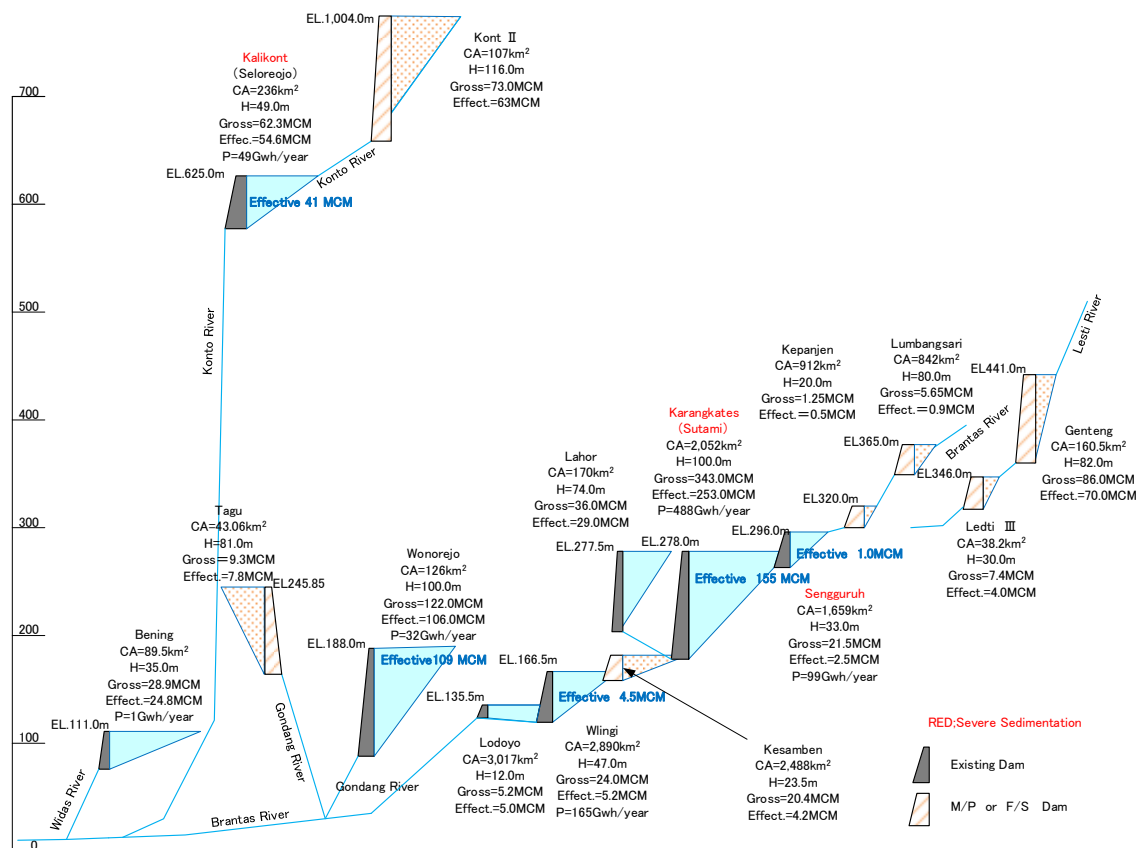 EL.1,004.0m
Kont Ⅱ
CA=107km²
H=116.0m
Gross=73.0MCM
Effect.=63MCM
Kalikont
(Seloreojo)
CA=236km²
H=49.0m
Gross=62.3MCM
Effec.=54.6MCM
P=49Gwh/year
EL.625.0m
Effective 41 MCM
Konto River
Konto River
700
600
500
400
300
200
100
0
Lesti River
Kepanjen
CA=912km²
H=20.0m
Gross=1.25MCM
Effect.=0.5MCM
EL.320.0m
Lumbangsari
CA=842km²
H=80.0m
Gross=5.65MCM
Effect=0.9MCM
EL365.0m
Brantas River
EL441.0m
Genteng
CA=160.5km²
H=82.0m
Gross=86.0MCM
Effect.=70.0MCM
EL.346.0m
Ledti Ⅲ
CA=38.2km²
H=30.0m
Gross=7.4MCM
Effect.=4.0MCM
Karangkates
(Sutami)
CA=2,052km²
H=100.0m
Gross=343.0MCM
Effect.=253.0MCM
P=488Gwh/year
EL.278.0m
Effective 155 MCM
Lahor
CA=170km²
H=74.0m
Gross=36.0MCM
Effect.=29.0MCM
EL.277.5m
EL.296.0m
Effective 1.0MCM
Sengguruh
CA=1,659km²
H=33.0m
Gross=21.5MCM
Effect.=2.5MCM
P=99Gwh/year
Tagu
CA=43.06km²
H=81.0m
Gross=9.3MCM
Effect.=7.8MCM
EL245.85
Gondang River
Wonorejo
CA=126km²
H=100.0m
Gross=122.0MCM
Effect.=106.0MCM
P=32Gwh/year
EL.188.0m
Effective109 MCM
Gondang River
Bening
CA=89.5km²
H=35.0m
Gross=28.9MCM
Effect.=24.8MCM
P=1Gwh/year
EL.111.0m
Widas River
Brantas River
EL.135.5m
Lodoyo
CA=3,017km²
H=12.0m
Gross=5.2MCM
Effect.=5.0MCM
EL.166.5m
Effective 4.5MCM
Wlingi
CA=2,890km²
H=47.0m
Gross=24.0MCM
Effect.=5.2MCM
P=165Gwh/year
Kesamben
CA=2,488km²
H=23.5m
Gross=20.4MCM
Effect.=4.2MCM
RED;Severe Sedimentation
Existing Dam
M/P or F/S Dam